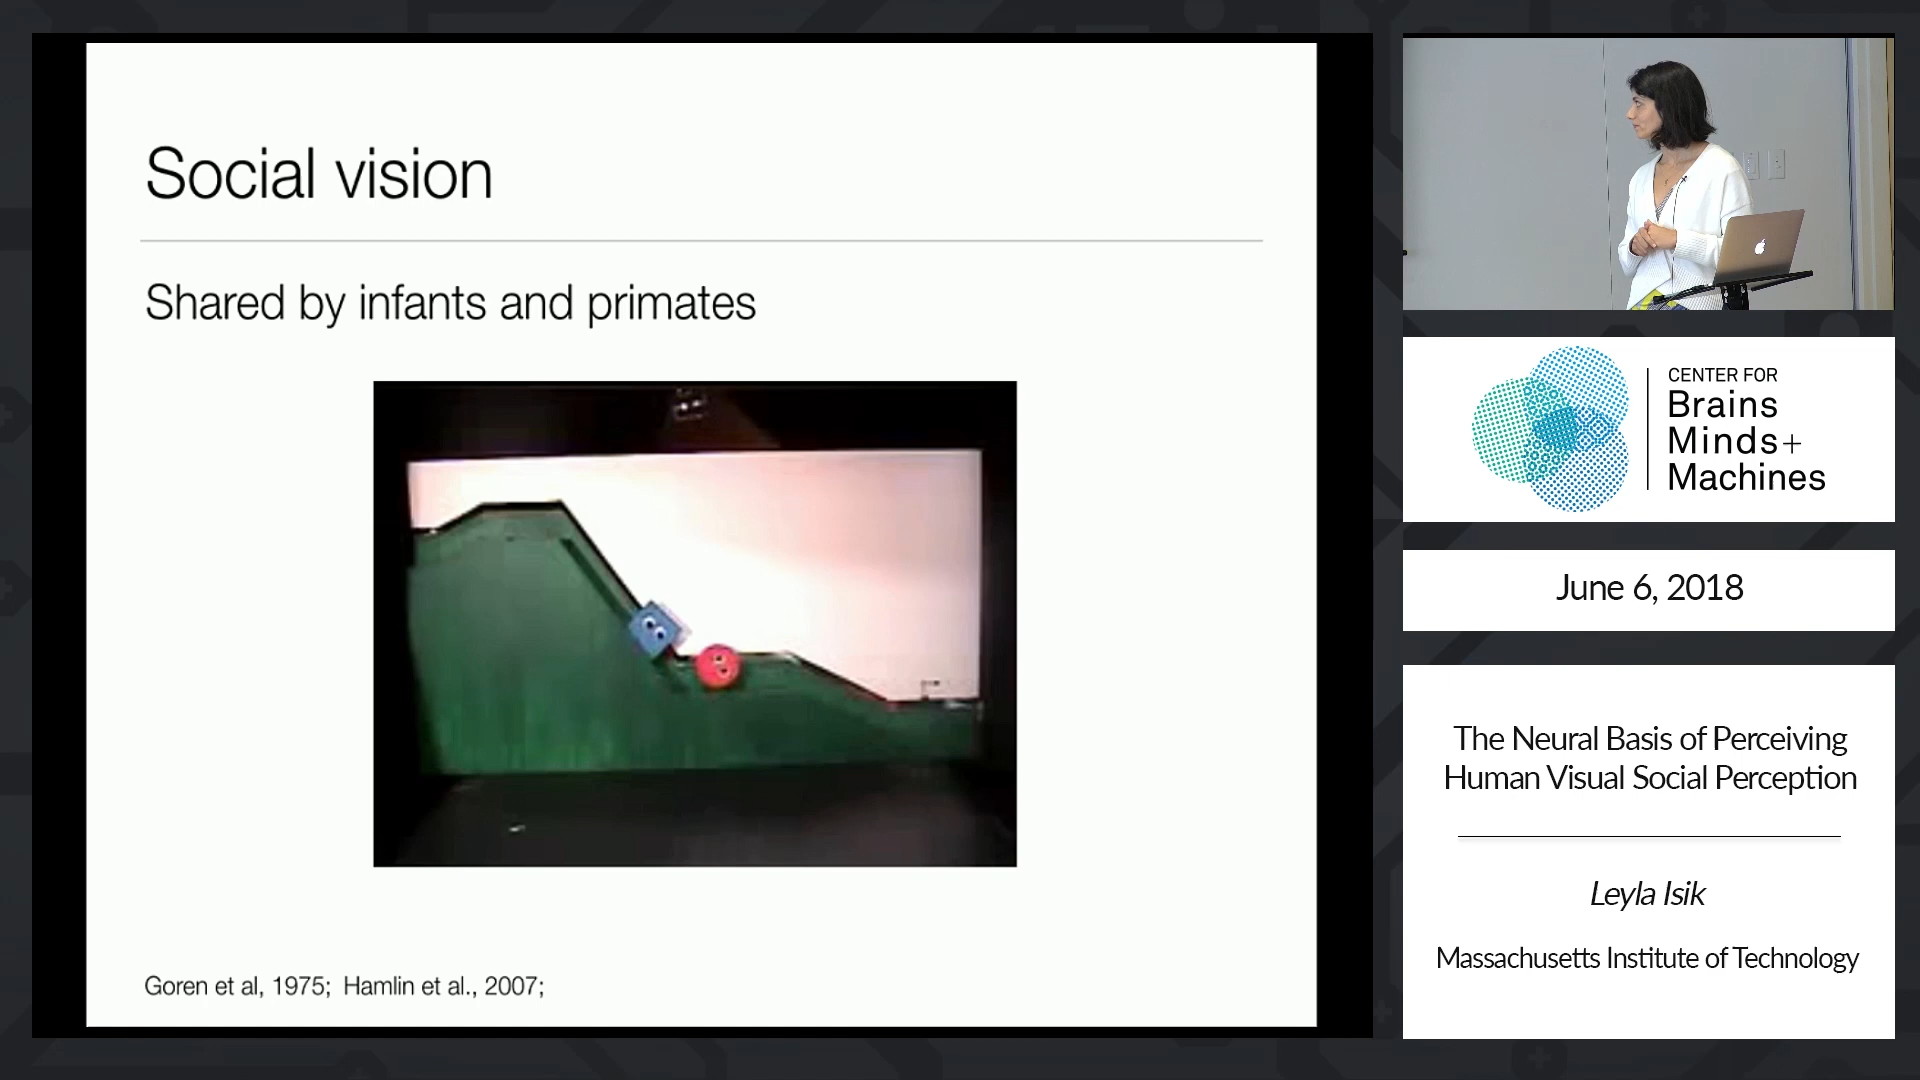 Social vision
Shared by infants and primates
Goren et al, 1975; Hamlin et al., 2007;
CENTER FOR
Brains
Minds+
Machines
June 6, 2018
The Neural Basis of Perceiving
Human Visual Social Perception
Leyla Isik
Massachusetts Institute of Technology